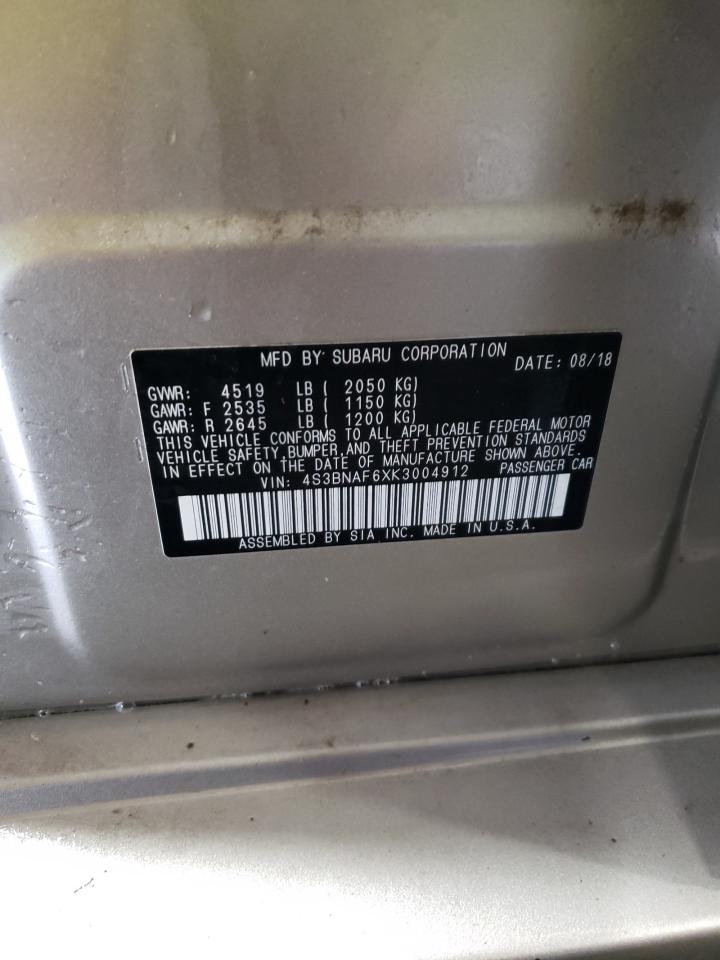 MFD BY SUBARU CORPORATION DATE: 08/18
GVWR: 4519 LB ( 2050 KG)
GAWR: F 2535 LB ( 1150 KG)
GAWR: R 2645 LB ( 1200 KG)
THIS VEHICLE CONFORMS TO ALL APPLICABLE FEDERAL MOTOR
VEHICLE SAFETY, BUMPER, AND THEFT PREVENTION STANDARDS
IN EFFECT ON THE DATE OF MANUFACTURE SHOWN ABOVE.
VIN: 4S3BNAF6XK3004912 PASSENGER CAR
ASSEMBLED BY SIA INC. MADE IN U.S.A.